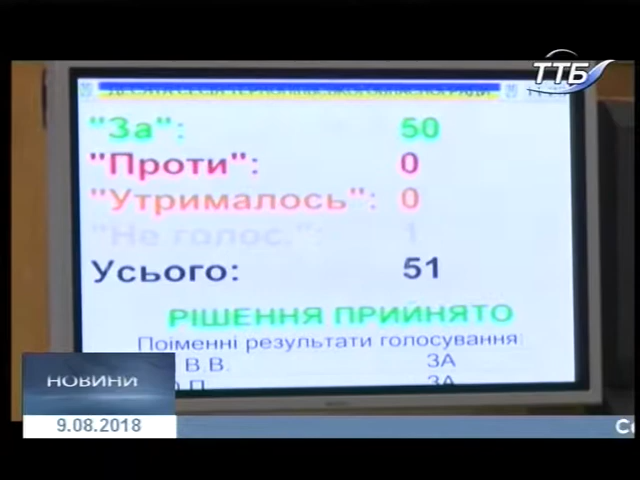 ТТБ
"За": 50
"Проти": 0
"Утрималось": 0
"Не голос.": 1
Усього: 51
РІШЕННЯ ПРИЙНЯТО
Поіменні результати голосування:
В.В. ЗА
ЗА
НОВИНИ
9.08.2018